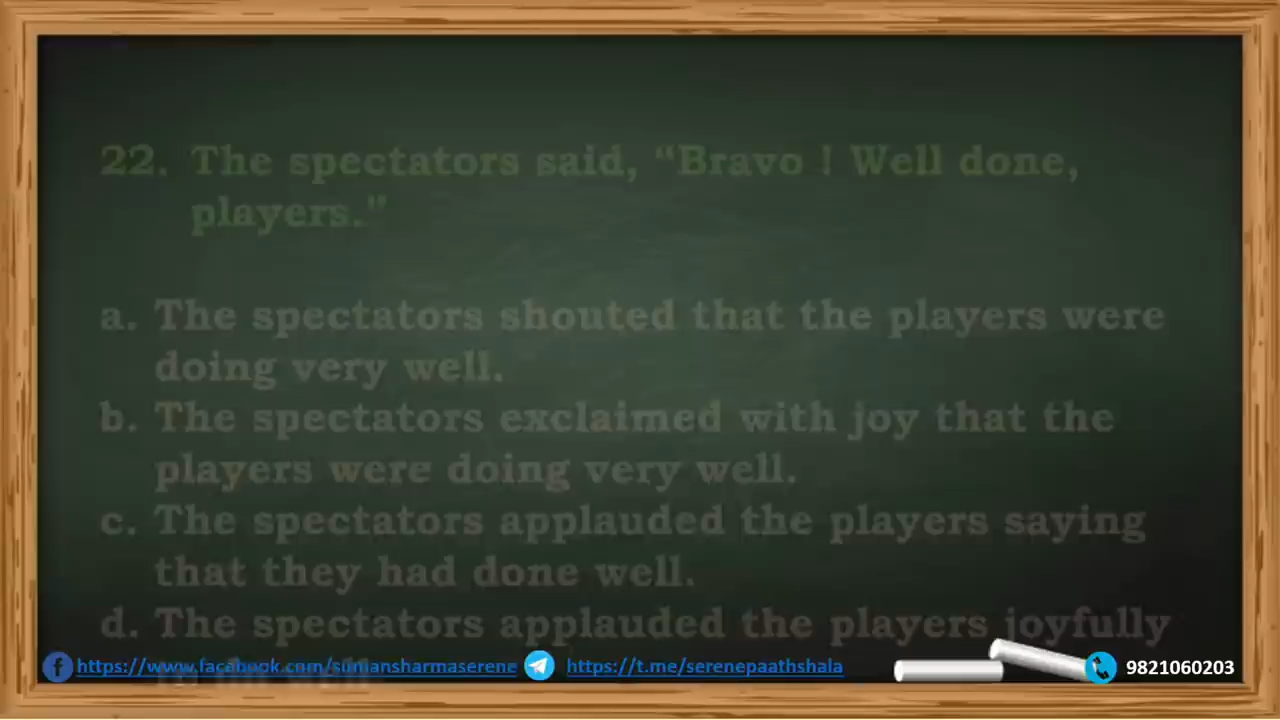 22. The spectators said, “Bravo ! Well done,
players."
a. The spectators shouted that the players were
doing very well.
b. The spectators exclaimed with joy that the
players were doing very well.
c. The spectators applauded the players saying
that they had done well.
d. The spectators applauded the players joyfully
https://www.facebook.com/sumansharmaserene https://t.me/serenepaathshala 9821060203